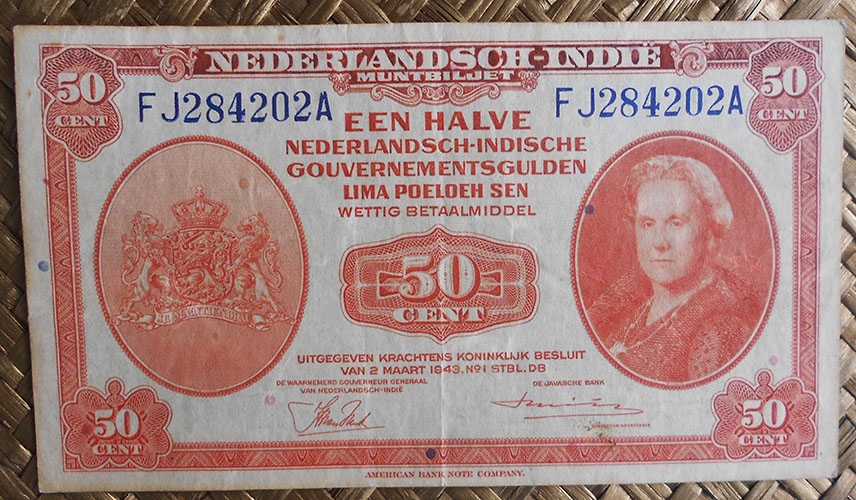 NEDERLANDSCH-INDIË
MUNTBILJET
50
CENT
50
CENT
FJ284202A
FJ284202A
EEN HALVE
NEDERLANDSCH-INDISCHE
GOUVERNEMENTSGULDEN
LIMA POELOEH SEN
WETTIG BETAALMIDDEL
50
CENT
UITGEGEVEN KRACHTENS KONINKLIJK BESLUIT
VAN 2 MAART 1943, No 1 STBL. D8
DE WAARNEMEND GOUVERNEUR GENERAAL
VAN NEDERLANDSCH-INDIË
DE JAVASCHE BANK
50
CENT
50
CENT
AMERICAN BANK NOTE COMPANY.